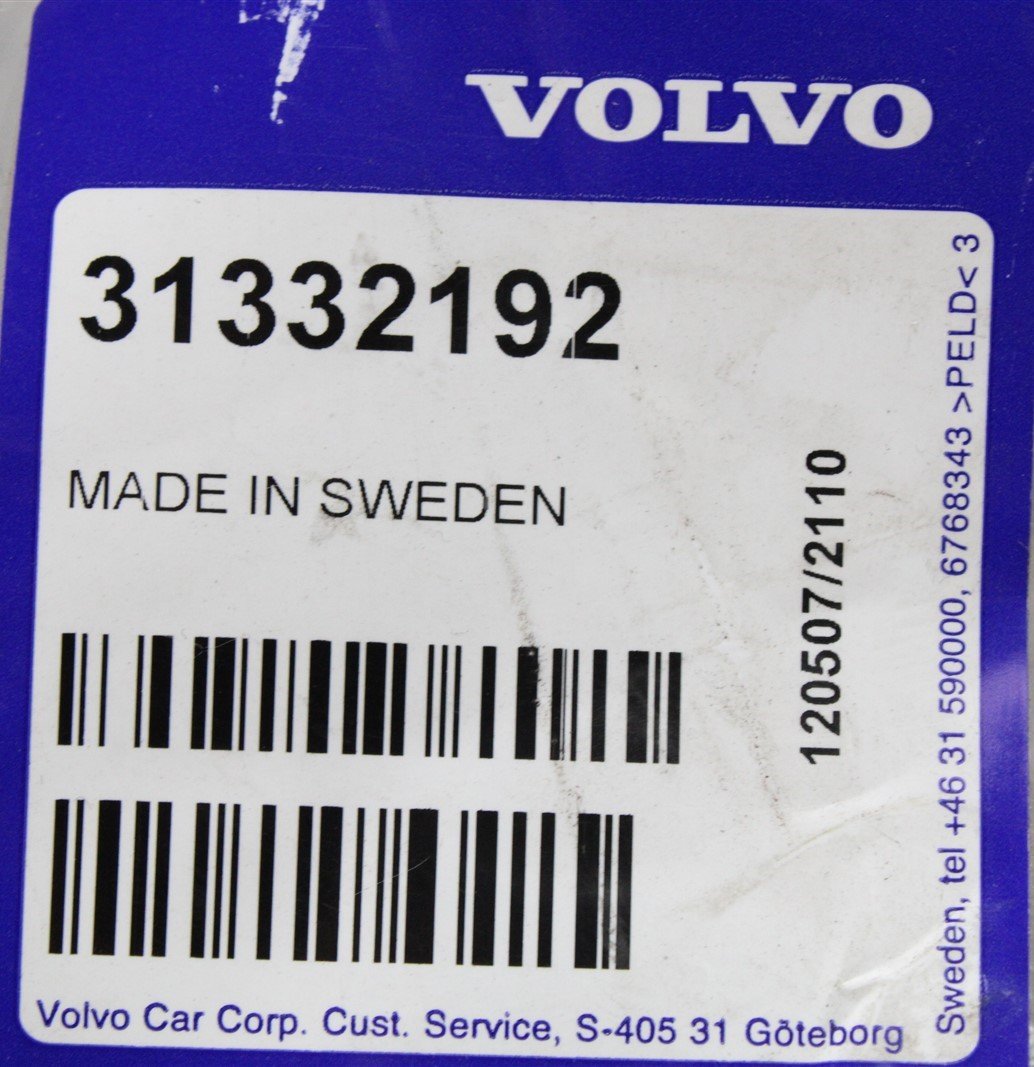 VOLVO
31332192
MADE IN SWEDEN
120507/2110
Volvo Car Corp. Cust. Service, S-405 31 Göteborg
Sweden, tel +46 31 590000, 6768343 >PELD< 3